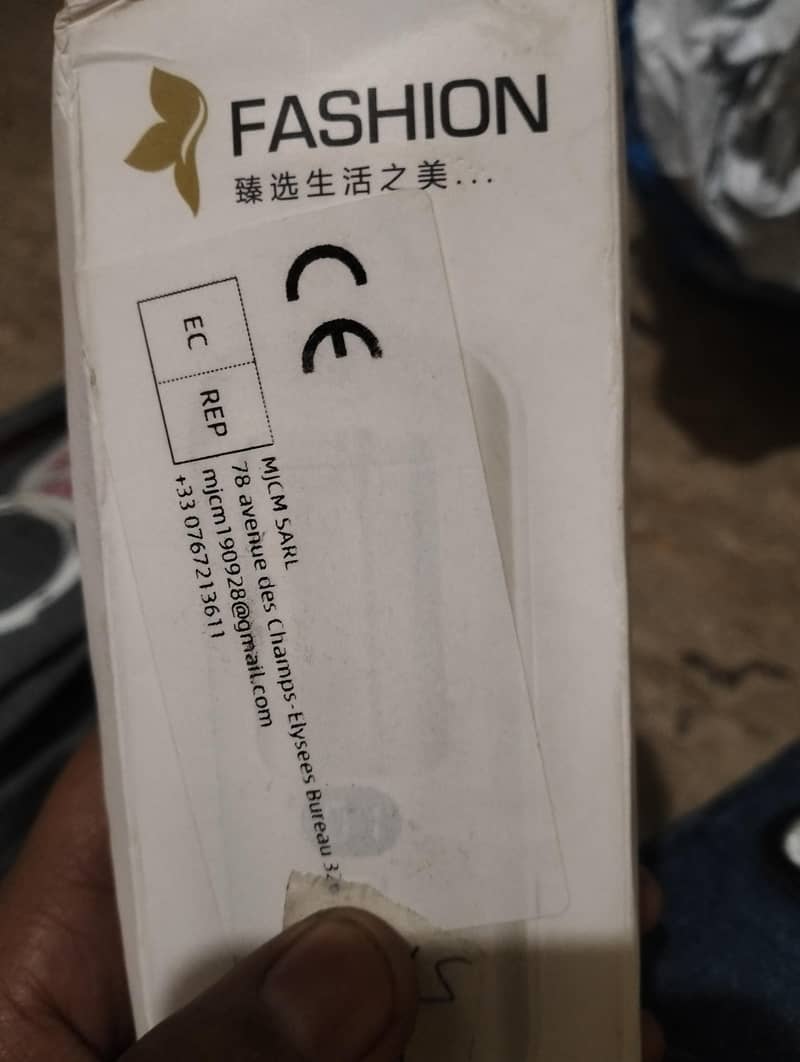 FASHION
臻选生活之美...
CE
EC REP
MJCM SARL
78 avenue des Champs-Elysees Bureau
mjcm190928@gmail.com
+33 0767213611